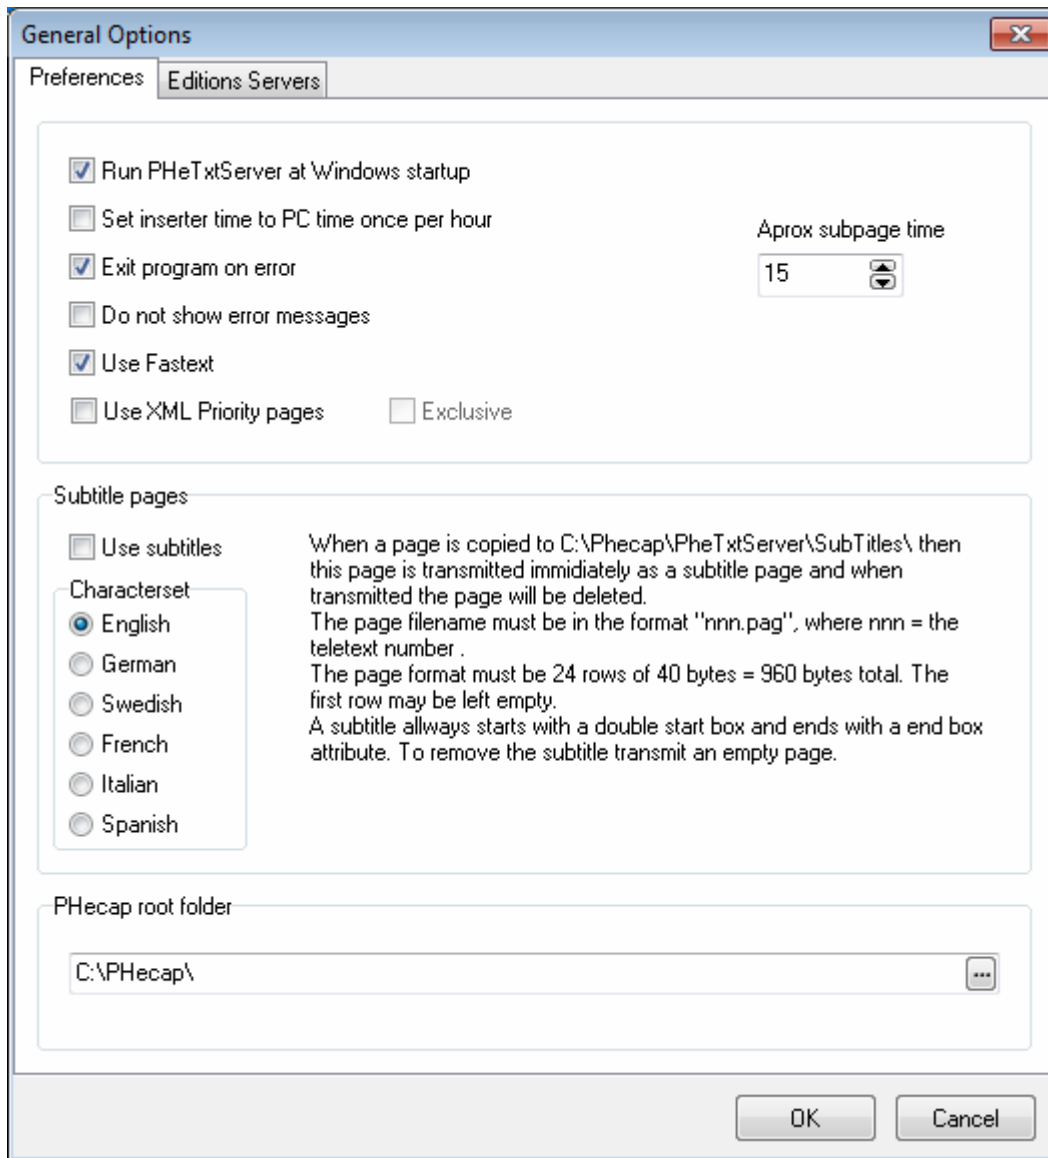 General Options
Preferences
Editions Servers
Run PHeTxtServer at Windows startup
Set inserter time to PC time once per hour
Aprox subpage time
Exit program on error
15
Do not show error messages
Use Fastext
Use XML Priority pages
Exclusive
Subtitle pages
Use subtitles
Characterset
English
German
Swedish
French
Italian
Spanish
When a page is copied to C:\Phecap\PheTxtServer\SubTitles\ then
this page is transmitted immidiately as a subtitle page and when
transmitted the page will be deleted.
The page filename must be in the format "nnn.pag", where nnn = the
teletext number .
The page format must be 24 rows of 40 bytes = 960 bytes total. The
first row may be left empty.
A subtitle allways starts with a double start box and ends with a end box
attribute. To remove the subtitle transmit an empty page.
PHecap root folder
C:\PHecap\
...
OK
Cancel